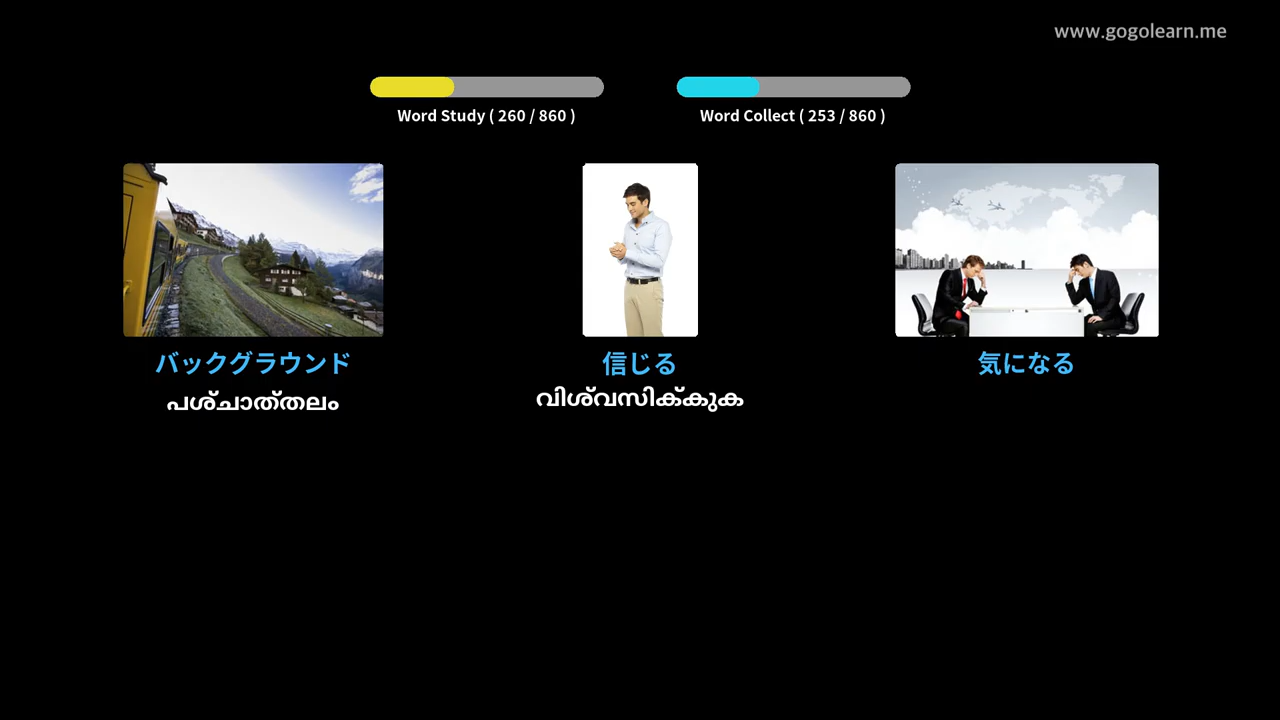 www.gogolearn.me
Word Study ( 260 / 860 )
Word Collect ( 253 / 860 )
バックグラウンド
信じる
気になる
പശ്ചാത്തലം
വിശ്വസിക്കുക